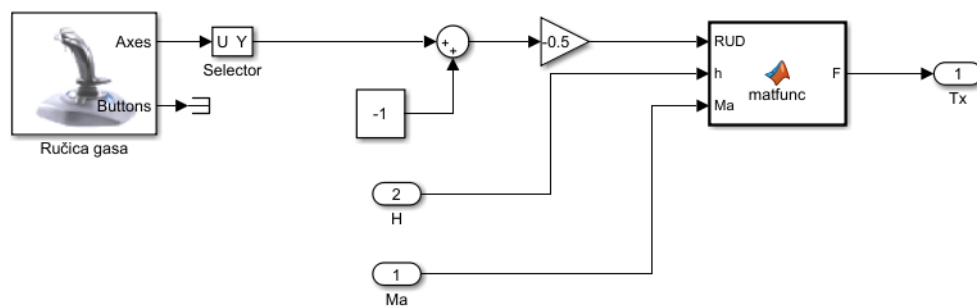 Axes
Buttons
Ručica gasa
U Y
Selector
+
+
-1
-0.5
2
H
1
Ma
RUD
h
Ma
matfunc
F
1
Tx